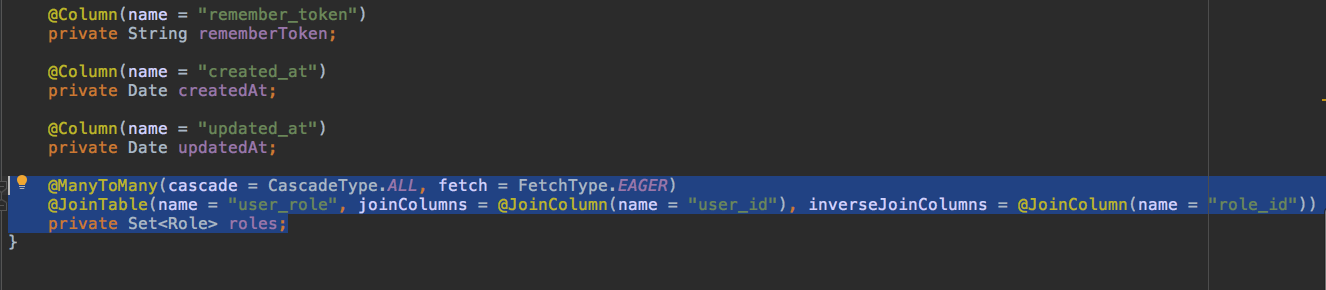 @Column(name = "remember_token")
private String rememberToken;
@Column(name = "created_at")
private Date createdAt;
@Column(name = "updated_at")
private Date updatedAt;
@ManyToMany(cascade = CascadeType.ALL, fetch = FetchType.EAGER)
@JoinTable(name = "user_role", joinColumns = @JoinColumn(name = "user_id"), inverseJoinColumns = @JoinColumn(name = "role_id"))
private Set<Role> roles;
}